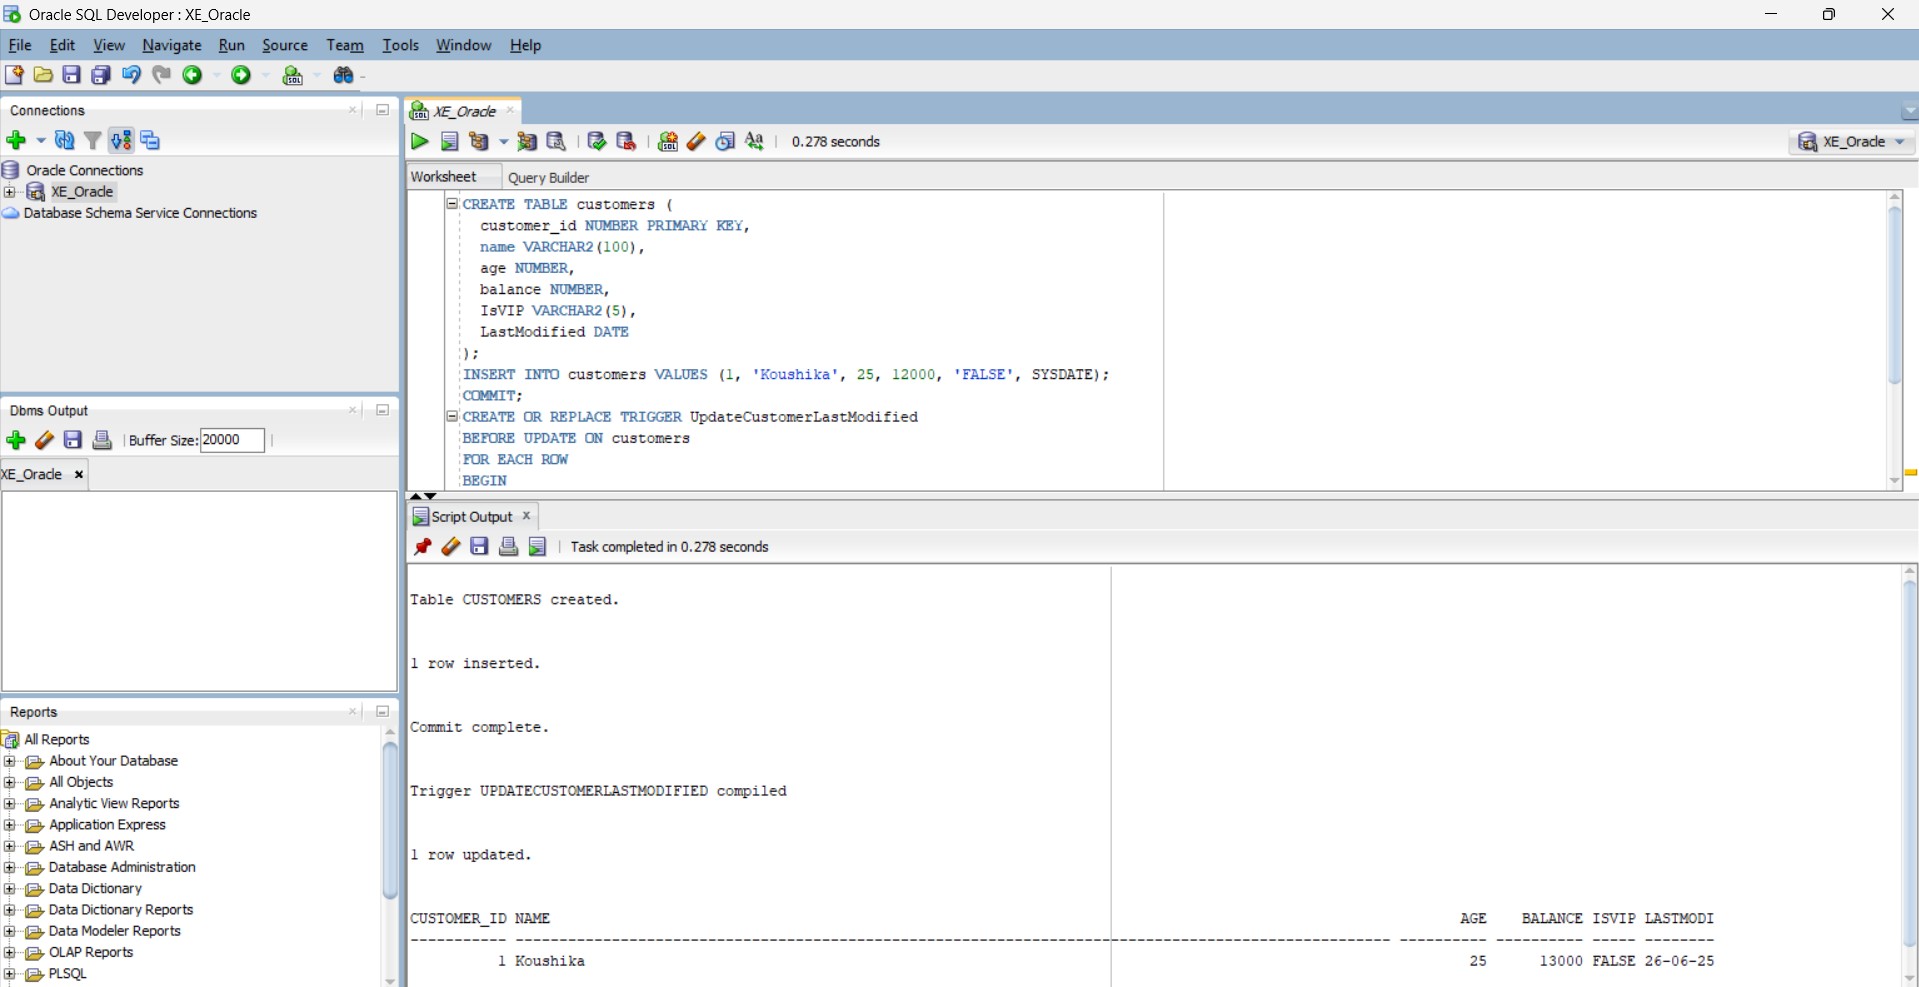 Oracle SQL Developer : XE_Oracle
File Edit View Navigate Run Source Team Tools Window Help
Connections
Oracle Connections
XE_Oracle
Database Schema Service Connections
Dbms Output
Buffer Size: 20000
XE_Oracle
Reports
All Reports
About Your Database
All Objects
Analytic View Reports
Application Express
ASH and AWR
Database Administration
Data Dictionary
Data Dictionary Reports
Data Modeler Reports
OLAP Reports
PLSQL
XE_Oracle
SQL
0.278 seconds
XE_Oracle
Worksheet Query Builder
CREATE TABLE customers (
customer_id NUMBER PRIMARY KEY,
name VARCHAR2(100),
age NUMBER,
balance NUMBER,
IsVIP VARCHAR2(5),
LastModified DATE
);
INSERT INTO customers VALUES (1, 'Koushika', 25, 12000, 'FALSE', SYSDATE);
COMMIT;
CREATE OR REPLACE TRIGGER UpdateCustomerLastModified
BEFORE UPDATE ON customers
FOR EACH ROW
BEGIN
Script Output
Task completed in 0.278 seconds
Table CUSTOMERS created.
1 row inserted.
Commit complete.
Trigger UPDATECUSTOMERLASTMODIFIED compiled
1 row updated.
CUSTOMER_ID NAME AGE BALANCE ISVIP LASTMODI
1 Koushika 25 13000 FALSE 26-06-25